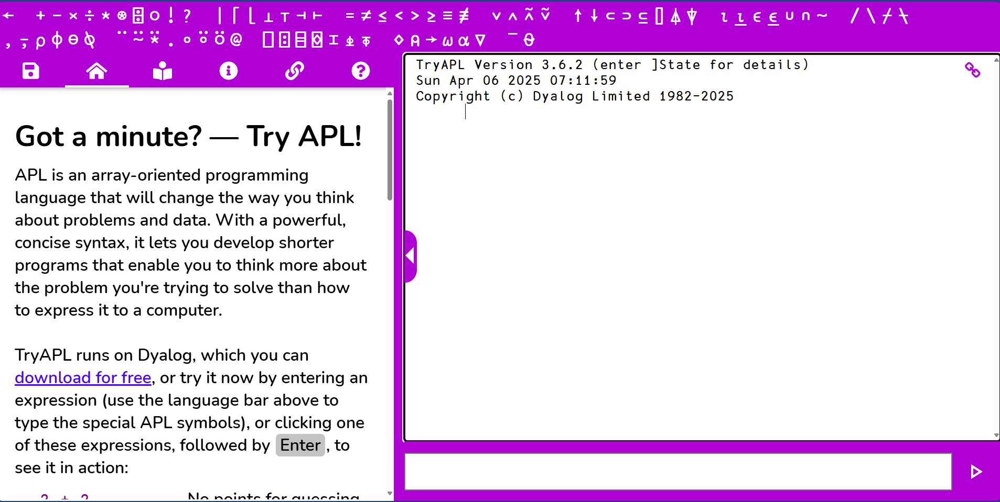 ← + - × ÷ * ⍟ ⌹ ○ ! ? | ⌈ ⌊ ⊥ ⊤ ⊣ ⊢ = ≠ ≤ < > ≥ ≡ ≢ ∨ ∧ ⍲ ⍱ ↑ ↓ ⊂ ⊃ ⊆ ⌷ ⍋ ⍒ ⍳ ⍸ ∊ ⍷ ∪ ∩ ~ / \ ⌿ ⍀
, ⍪ ⍴ ⌽ ⊖ ⍉ ¨ ⍨ ⍣ . ∘ ⍤ ⍥ @ ⎕ ⍠ ⌸ ⌺ ⌶ ⍎ ⍕ ⋄ ⍝ → ⍵ ⍺ ∇ ¯ ⍬
Got a minute? — Try APL!
APL is an array-oriented programming
language that will change the way you think
about problems and data. With a powerful,
concise syntax, it lets you develop shorter
programs that enable you to think more about
the problem you're trying to solve than how
to express it to a computer.
TryAPL runs on Dyalog, which you can
download for free, or try it now by entering an
expression (use the language bar above to
type the special APL symbols), or clicking one
of these expressions, followed by Enter, to
see it in action:
2 + 2 No points for guessing
TryAPL Version 3.6.2 (enter ]State for details)
Sun Apr 06 2025 07:11:59
Copyright (c) Dyalog Limited 1982-2025